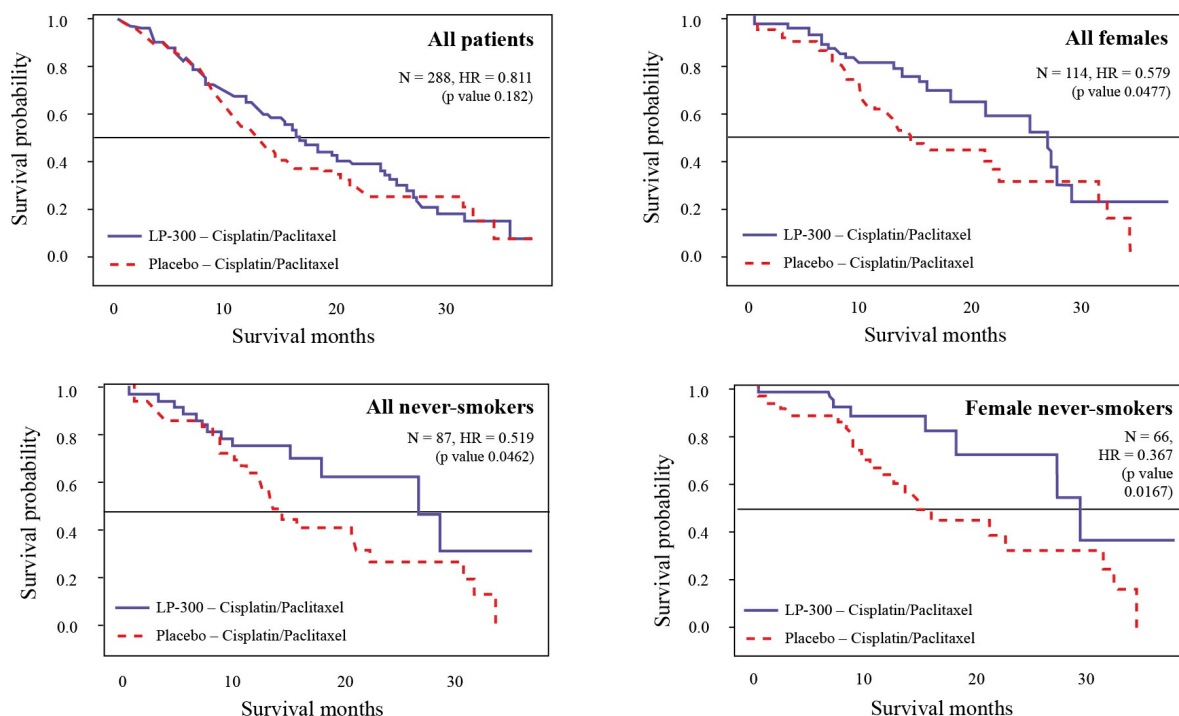 All patients
N = 288, HR = 0.811
(p value 0.182)
Survival probability
1.0
0.8
0.6
0.4
0.2
0.0
LP-300 – Cisplatin/Paclitaxel
Placebo – Cisplatin/Paclitaxel
0 10 20 30
Survival months
All females
N = 114, HR = 0.579
(p value 0.0477)
Survival probability
1.0
0.8
0.6
0.4
0.2
0.0
LP-300 – Cisplatin/Paclitaxel
Placebo – Cisplatin/Paclitaxel
0 10 20 30
Survival months
All never-smokers
N = 87, HR = 0.519
(p value 0.0462)
Survival probability
1.0
0.8
0.6
0.4
0.2
0.0
LP-300 – Cisplatin/Paclitaxel
Placebo – Cisplatin/Paclitaxel
0 10 20 30
Survival months
Female never-smokers
N = 66,
HR = 0.367
(p value
0.0167)
Survival probability
1.0
0.8
0.6
0.4
0.2
0.0
LP-300 – Cisplatin/Paclitaxel
Placebo – Cisplatin/Paclitaxel
0 10 20 30
Survival months